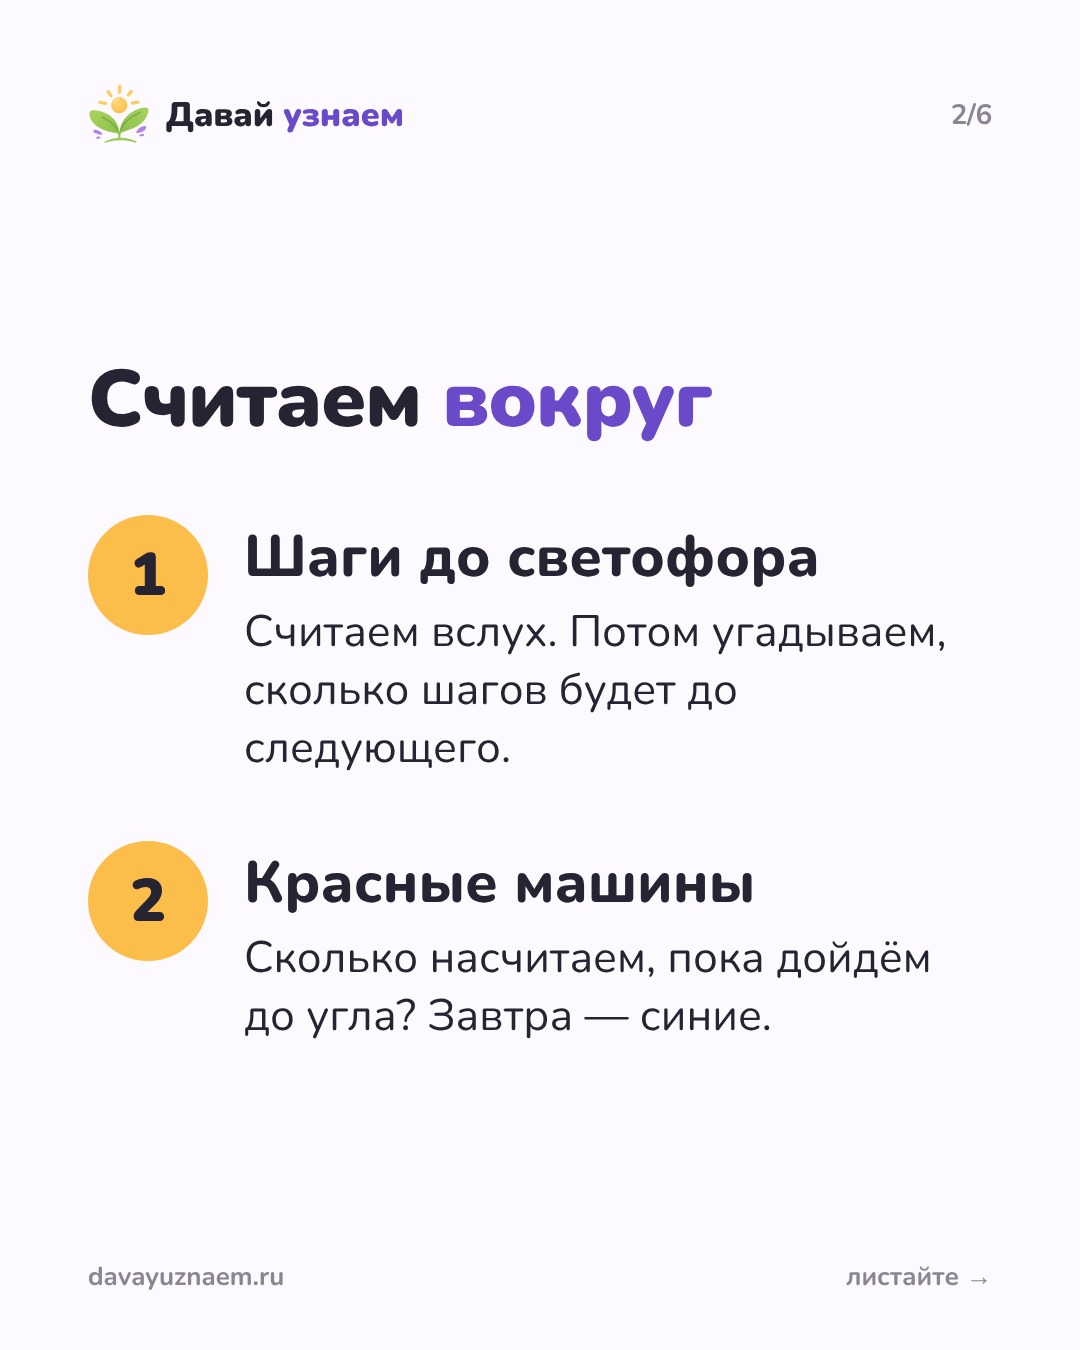 Давай узнаем
2/6
Считаем вокруг
1
Шаги до светофора
Считаем вслух. Потом угадываем,
сколько шагов будет до
следующего.
2
Красные машины
Сколько насчитаем, пока дойдём
до угла? Завтра — синие.
davayuznaem.ru
листайте →